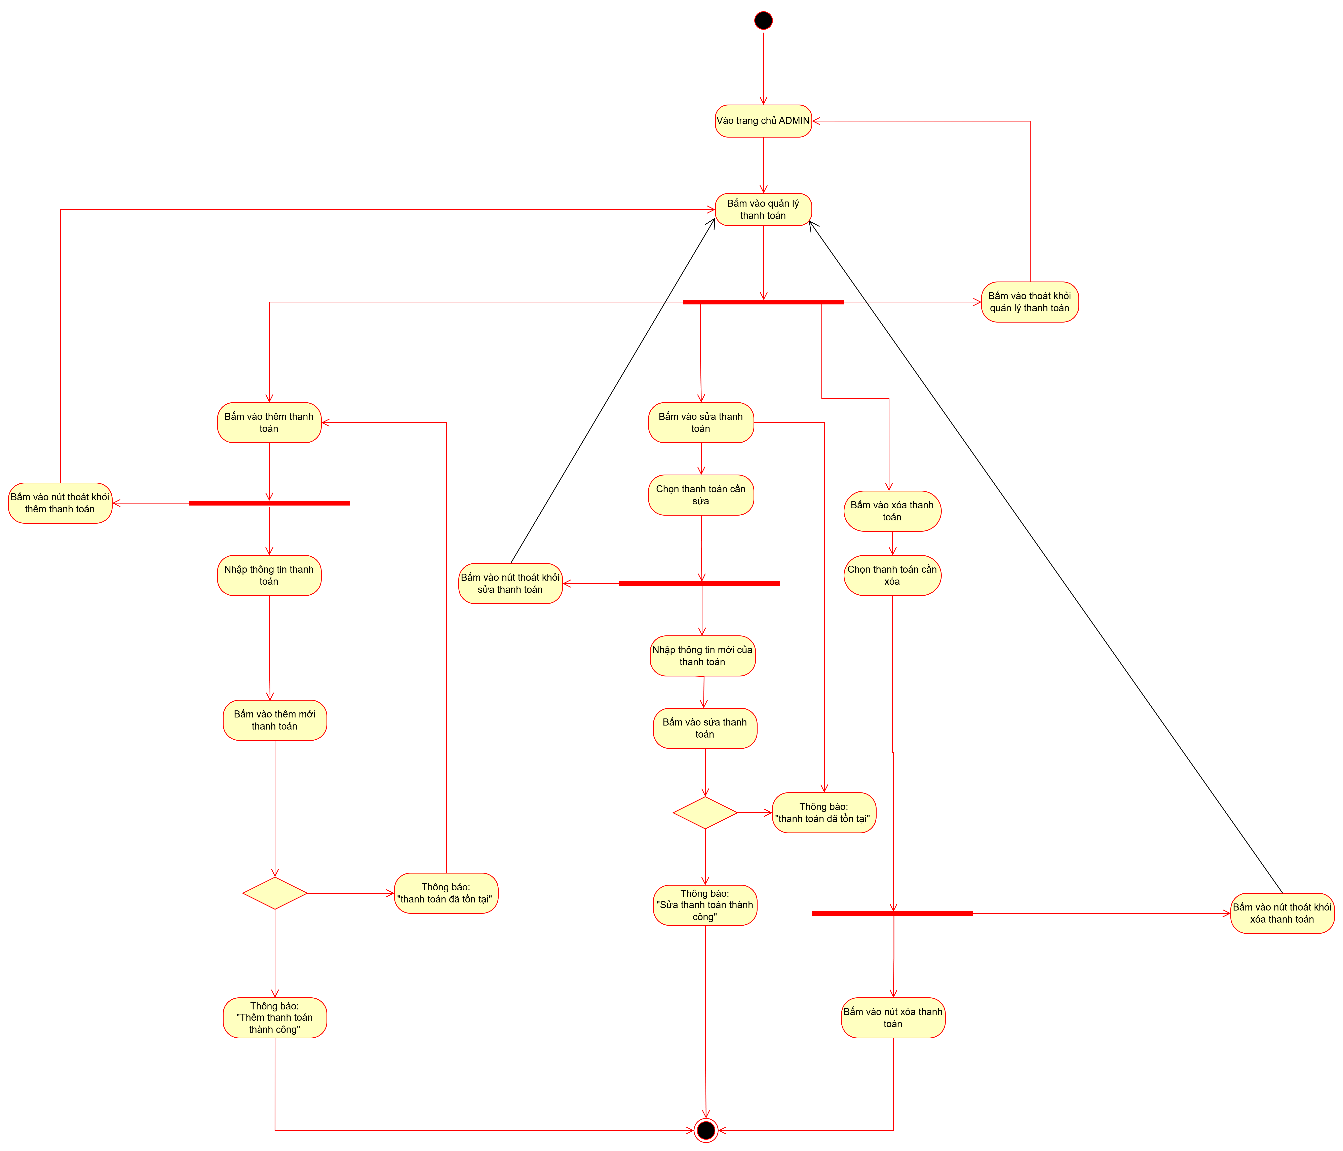 Vào trang chủ ADMIN
Bấm vào quản lý
thanh toán
Bấm vào thoát khỏi
quản lý thanh toán
Bấm vào thêm thanh
toán
Bấm vào sửa thanh
toán
Bấm vào nút thoát khỏi
thêm thanh toán
Chọn thanh toán cần
sửa
Bấm vào xóa thanh
toán
Nhập thông tin thanh
toán
Bấm vào nút thoát khỏi
sửa thanh toán
Chọn thanh toán cần
xóa
Nhập thông tin mới của
thanh toán
Bấm vào thêm mới
thanh toán
Bấm vào sửa thanh
toán
Thông báo:
"thanh toán đã tồn tại"
Thông báo:
"thanh toán đã tồn tại"
Thông báo:
"Sửa thanh toán thành
công"
Bấm vào nút thoát khỏi
xóa thanh toán
Thông báo:
"Thêm thanh toán
thành công"
Bấm vào nút xóa thanh
toán